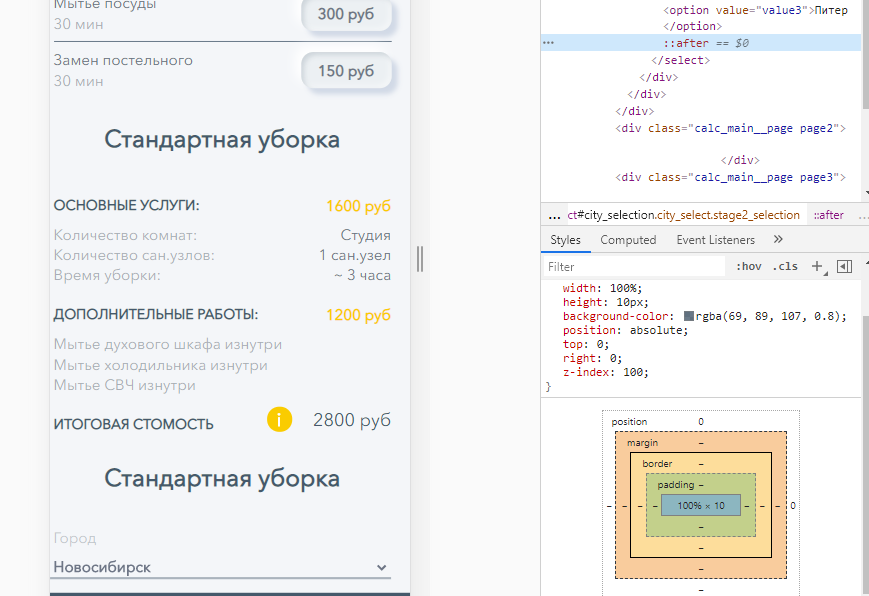 Мытье посуды
30 мин
300 руб
Замен постельного
30 мин
150 руб
Стандартная уборка
ОСНОВНЫЕ УСЛУГИ:
1600 руб
Количество комнат:
Студия
Количество сан.узлов:
1 сан.узел
Время уборки:
~ 3 часа
ДОПОЛНИТЕЛЬНЫЕ РАБОТЫ:
1200 руб
Мытье духового шкафа изнутри
Мытье холодильника изнутри
Мытье СВЧ изнутри
ИТОГОВАЯ СТОМОСТЬ
i
2800 руб
Стандартная уборка
Город
Новосибирск
<option value="value3">Питер
</option>
... ::after == $0
</select>
</div>
</div>
</div>
<div class="calc_main__page page2">
</div>
<div class="calc_main__page page3">
... ct#city_selection.city_select.stage2_selection ::after ...
Styles Computed Event Listeners »
Filter :hov .cls +
width: 100%;
height: 10px;
background-color: rgba(69, 89, 107, 0.8);
position: absolute;
top: 0;
right: 0;
z-index: 100;
}
position 0
margin –
border –
padding –
– – – – 100% × 10 – – – 0
–
–
–
–